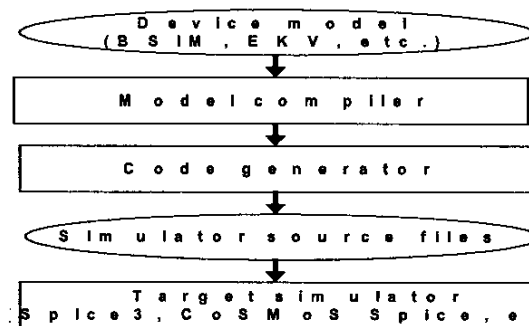 Device model
(BSIM, EKV, etc.)
Model compiler
Code generator
Simulator source files
Target simulator
Spice3, CoSMoS Spice, e